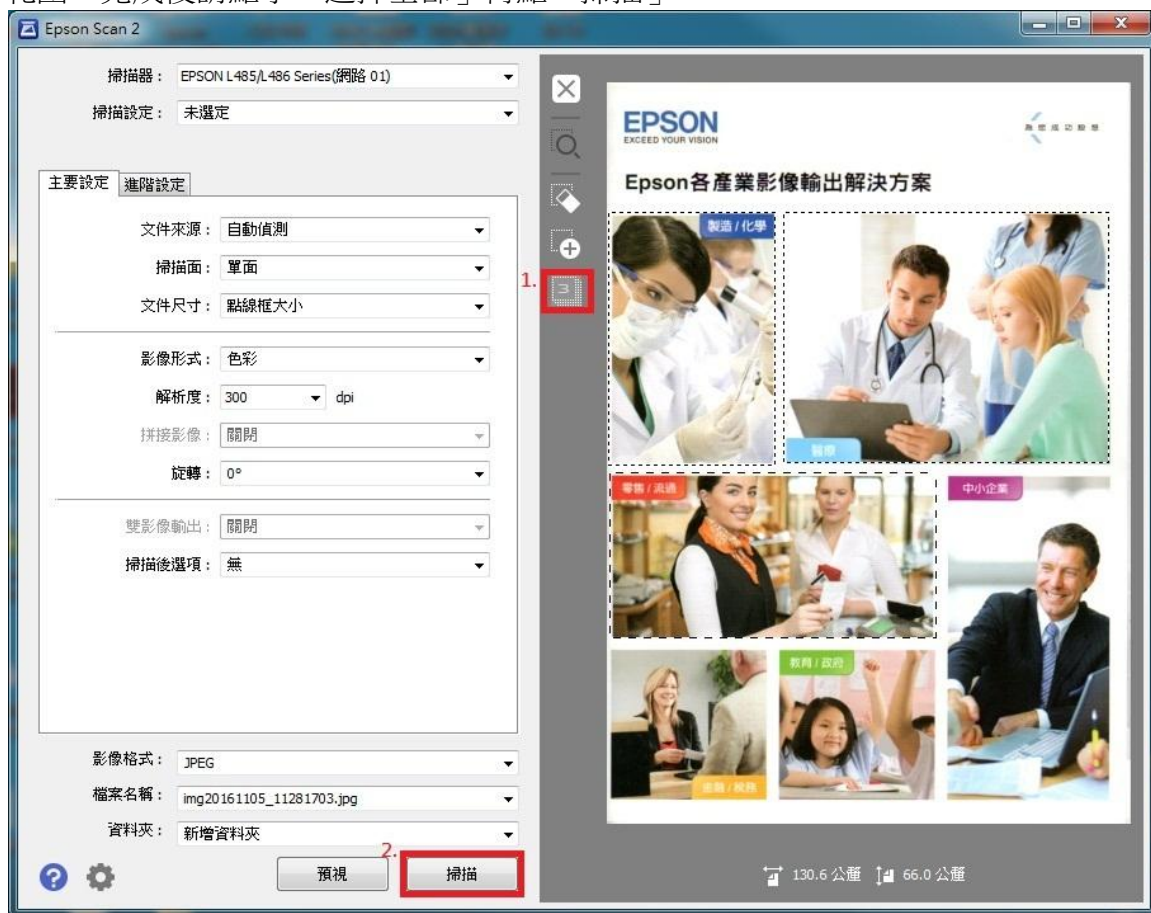 Epson Scan 2
掃描器： EPSON L485/L486 Series(網路 01)
掃描設定： 未選定
主要設定 進階設定
文件來源： 自動偵測
掃描面： 單面
文件尺寸： 點線框大小
影像形式： 色彩
解析度： 300 dpi
拼接影像： 關閉
旋轉： 0°
雙影像輸出： 關閉
掃描後選項： 無
影像格式： JPEG
檔案名稱： img20161105_11281703.jpg
資料夾： 新增資料夾
2.
預視 掃描
1.
3
EPSON
EXCEED YOUR VISION
Epson各產業影像輸出解決方案
製造 / 化學
醫療
零售 / 流通
中小企業
教育 / 政府
金融 / 稅務
130.6 公釐 66.0 公釐